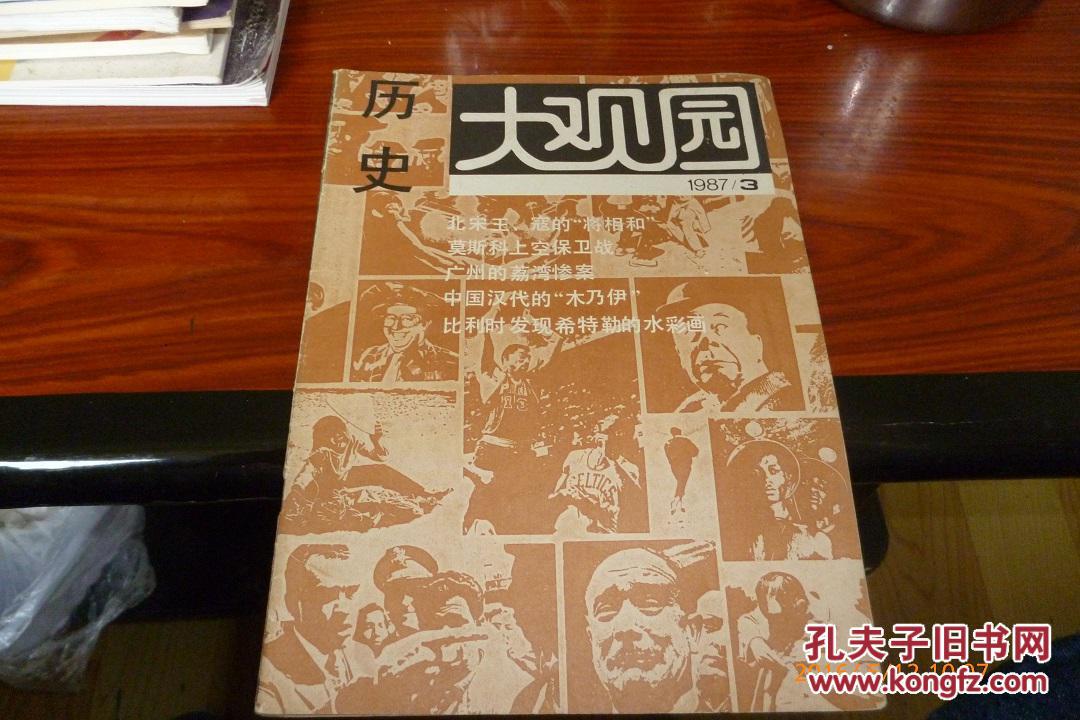 历史
大观园
1987/3
北宋王、寇的“将相和”
莫斯科上空保卫战
广州的荔湾惨案
中国汉代的“木乃伊”
比利时发现希特勒的水彩画
13
CELTICS
孔夫子旧书网
www.kongfz.com